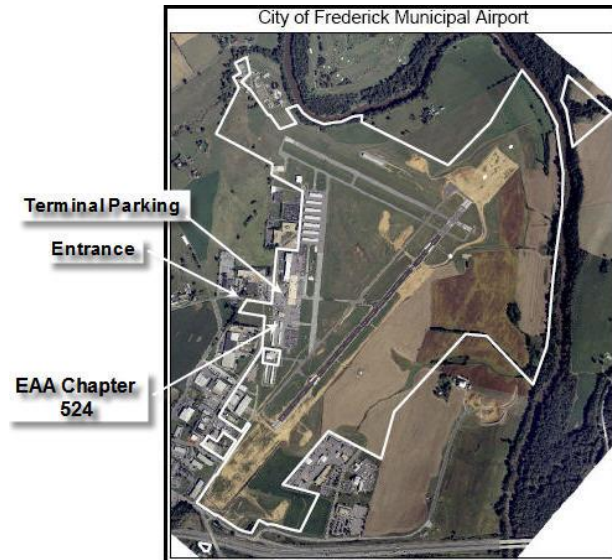 City of Frederick Municipal Airport
Terminal Parking
Entrance
EAA Chapter
524